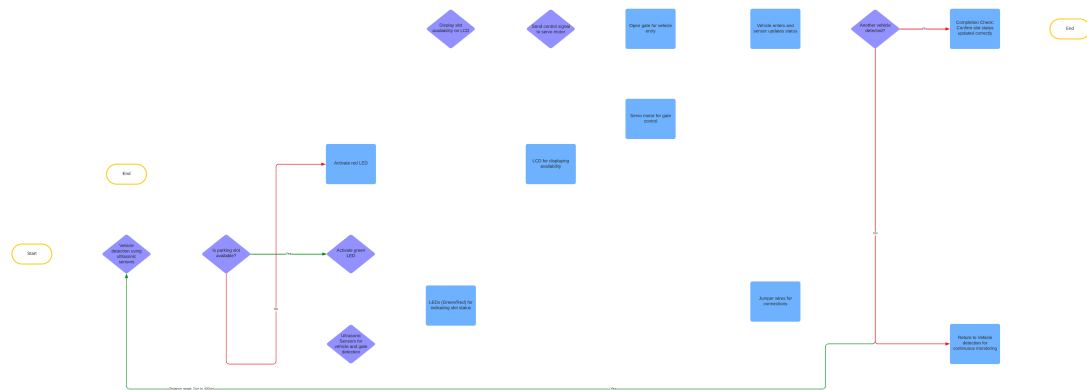 Display slot
availability on LCD
Send control signal
to servo motor
Open gate for vehicle
entry
Vehicle enters and
sensor updates status
Another vehicle
detected?
Completion Check:
Confirm slot status
updated correctly
End
Servo motor for gate
control
Activate red LED
LCD for displaying
availability
End
Start
Vehicle
detection using
ultrasonic
sensors
Is parking slot
available?
Yes
Activate green
LED
LEDs (Green/Red) for
indicating slot status
Jumper wires for
connections
Ultrasonic
Sensors for
vehicle and gate
detection
Return to Vehicle
detection for
continuous monitoring
Yes